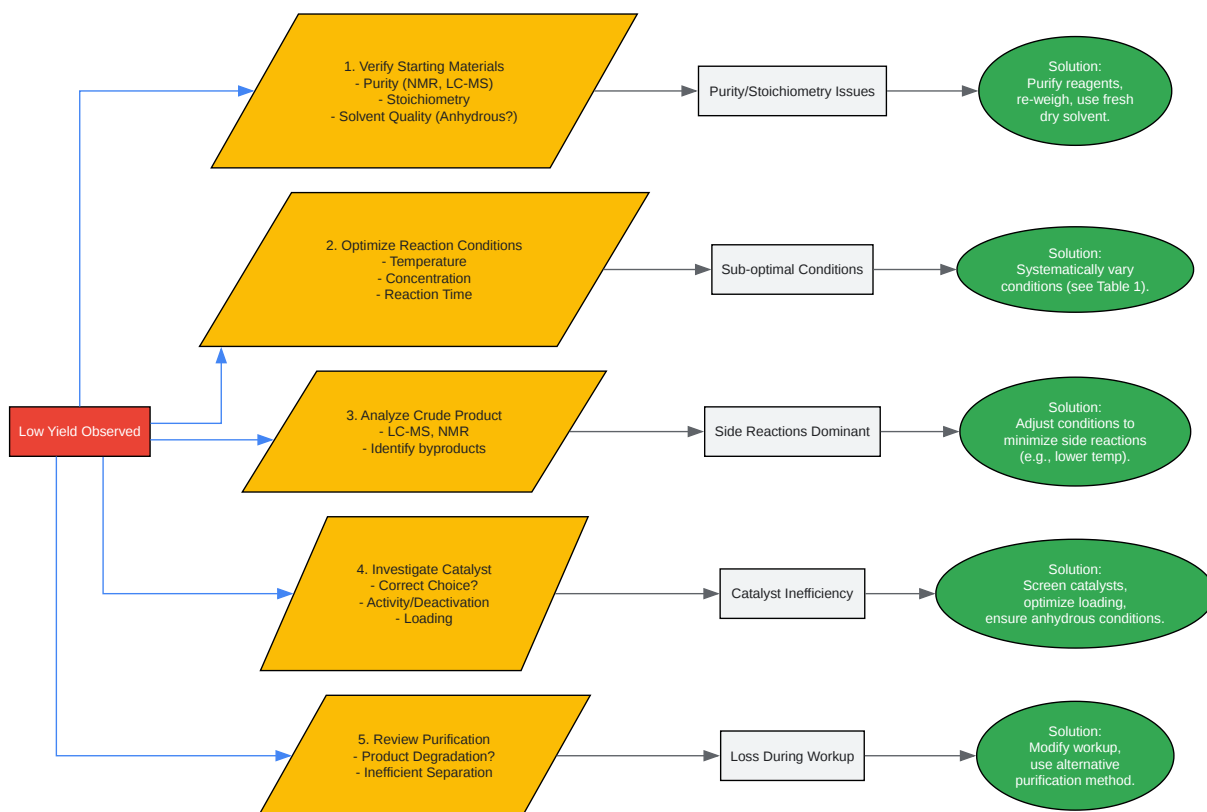 1. Verify Starting Materials
- Purity (NMR, LC-MS)
- Stoichiometry
- Solvent Quality (Anhydrous?)
Purity/Stoichiometry Issues
Solution:
Purify reagents,
re-weigh, use fresh
dry solvent.
2. Optimize Reaction Conditions
- Temperature
- Concentration
- Reaction Time
Sub-optimal Conditions
Solution:
Systematically vary
conditions (see Table 1).
Low Yield Observed
3. Analyze Crude Product
- LC-MS, NMR
- Identify byproducts
Side Reactions Dominant
Solution:
Adjust conditions to
minimize side reactions
(e.g., lower temp).
4. Investigate Catalyst
- Correct Choice?
- Activity/Deactivation
- Loading
Catalyst Inefficiency
Solution:
Screen catalysts,
optimize loading,
ensure anhydrous conditions.
5. Review Purification
- Product Degradation?
- Inefficient Separation
Loss During Workup
Solution:
Modify workup,
use alternative
purification method.